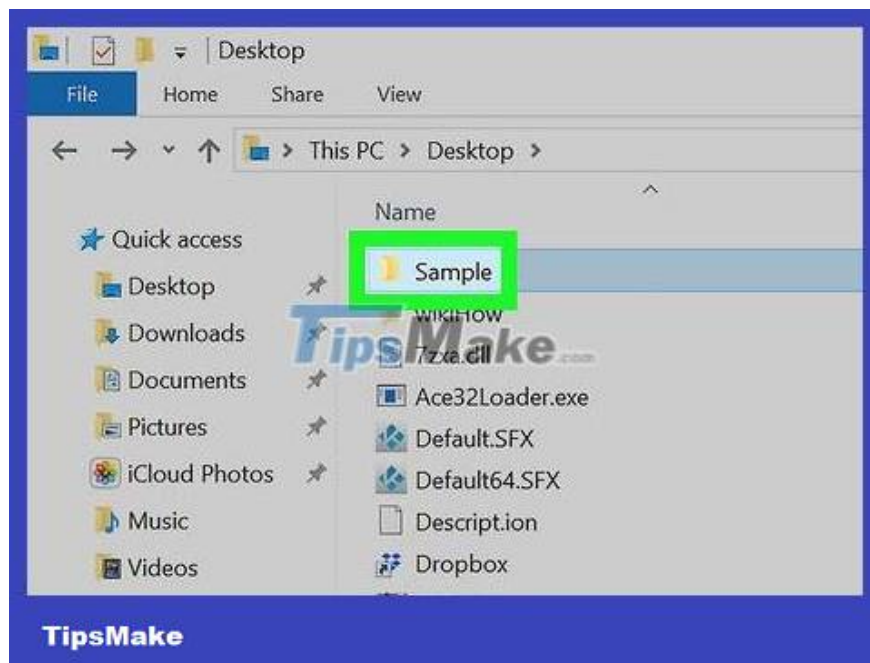 Desktop
File Home Share View
This PC > Desktop >
Name
Quick access
Sample
Desktop
wikiHow
TipsMake.com
Downloads
7zxa.dll
Documents
Ace32Loader.exe
Pictures
Default.SFX
iCloud Photos
Default64.SFX
Music
Descript.ion
Videos
Dropbox
TipsMake